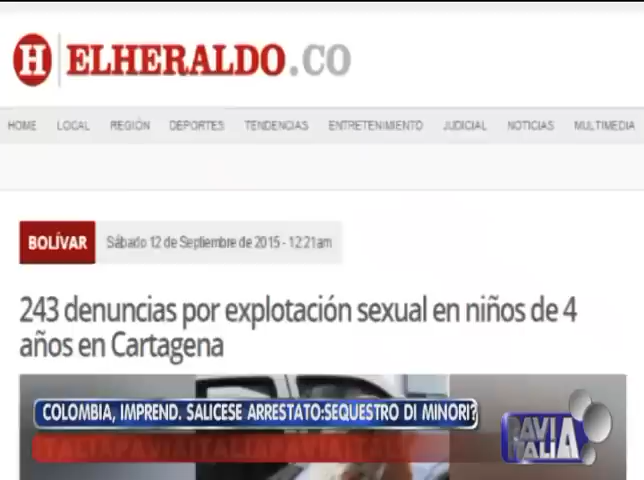 H ELHERALDO.CO
HOME LOCAL REGIÓN DEPORTES TENDENCIAS ENTRETENIMIENTO JUDICIAL NOTICIAS MULTIMEDIA
BOLÍVAR Sábado 12 de Septiembre de 2015 - 12:21am
243 denuncias por explotación sexual en niños de 4
años en Cartagena
COLOMBIA, IMPREND. SALICESE ARRESTATO:SEQUESTRO DI MINORI?
PAVIA
ITALIA